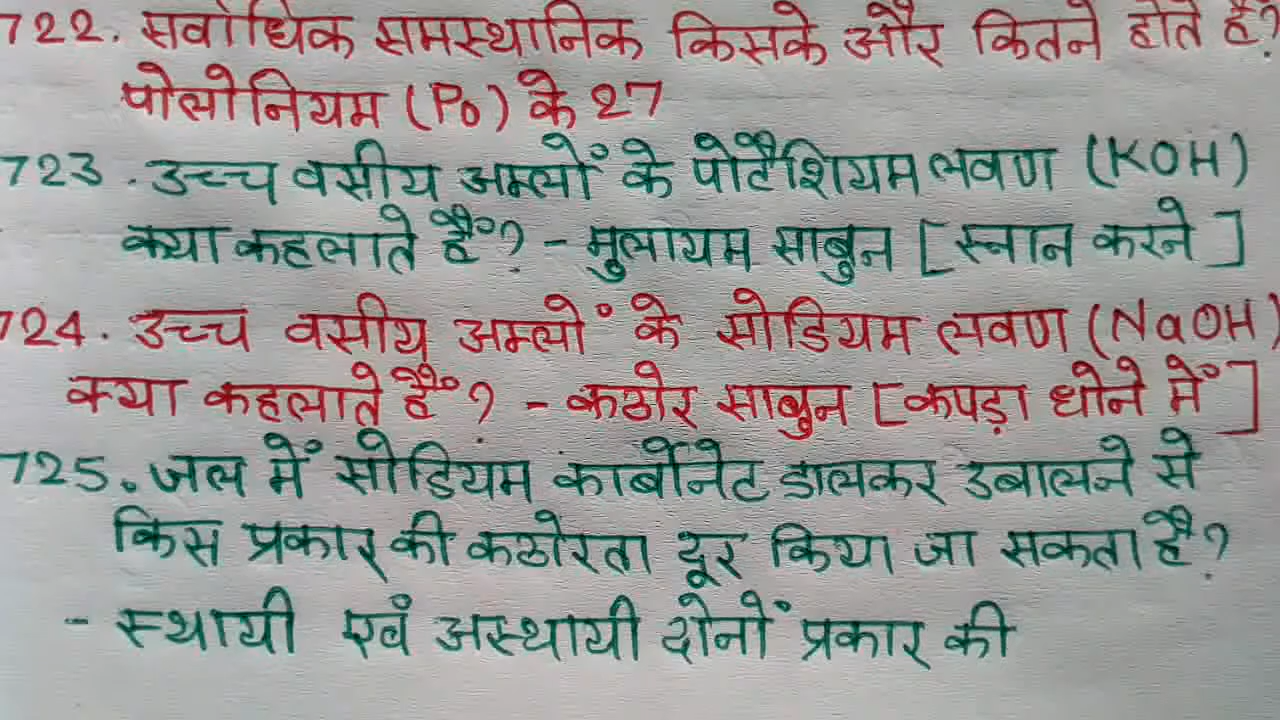 722. सर्वाधिक समस्थानिक किसके और कितने होते हैं?
पोलोनियम (Po) के 27
723. उच्च वसीय अम्लों के पोटैशियम लवण (KOH)
क्या कहलाते हैं? - मुलायम साबुन [स्नान करने]
724. उच्च वसीय अम्लों के सोडियम लवण (NaOH)
क्या कहलाते हैं? - कठोर साबुन [कपड़ा धोने में]
725. जल में सोडियम कार्बोनेट डालकर उबालने से
किस प्रकार की कठोरता दूर किया जा सकता है?
- स्थायी एवं अस्थायी दोनों प्रकार की